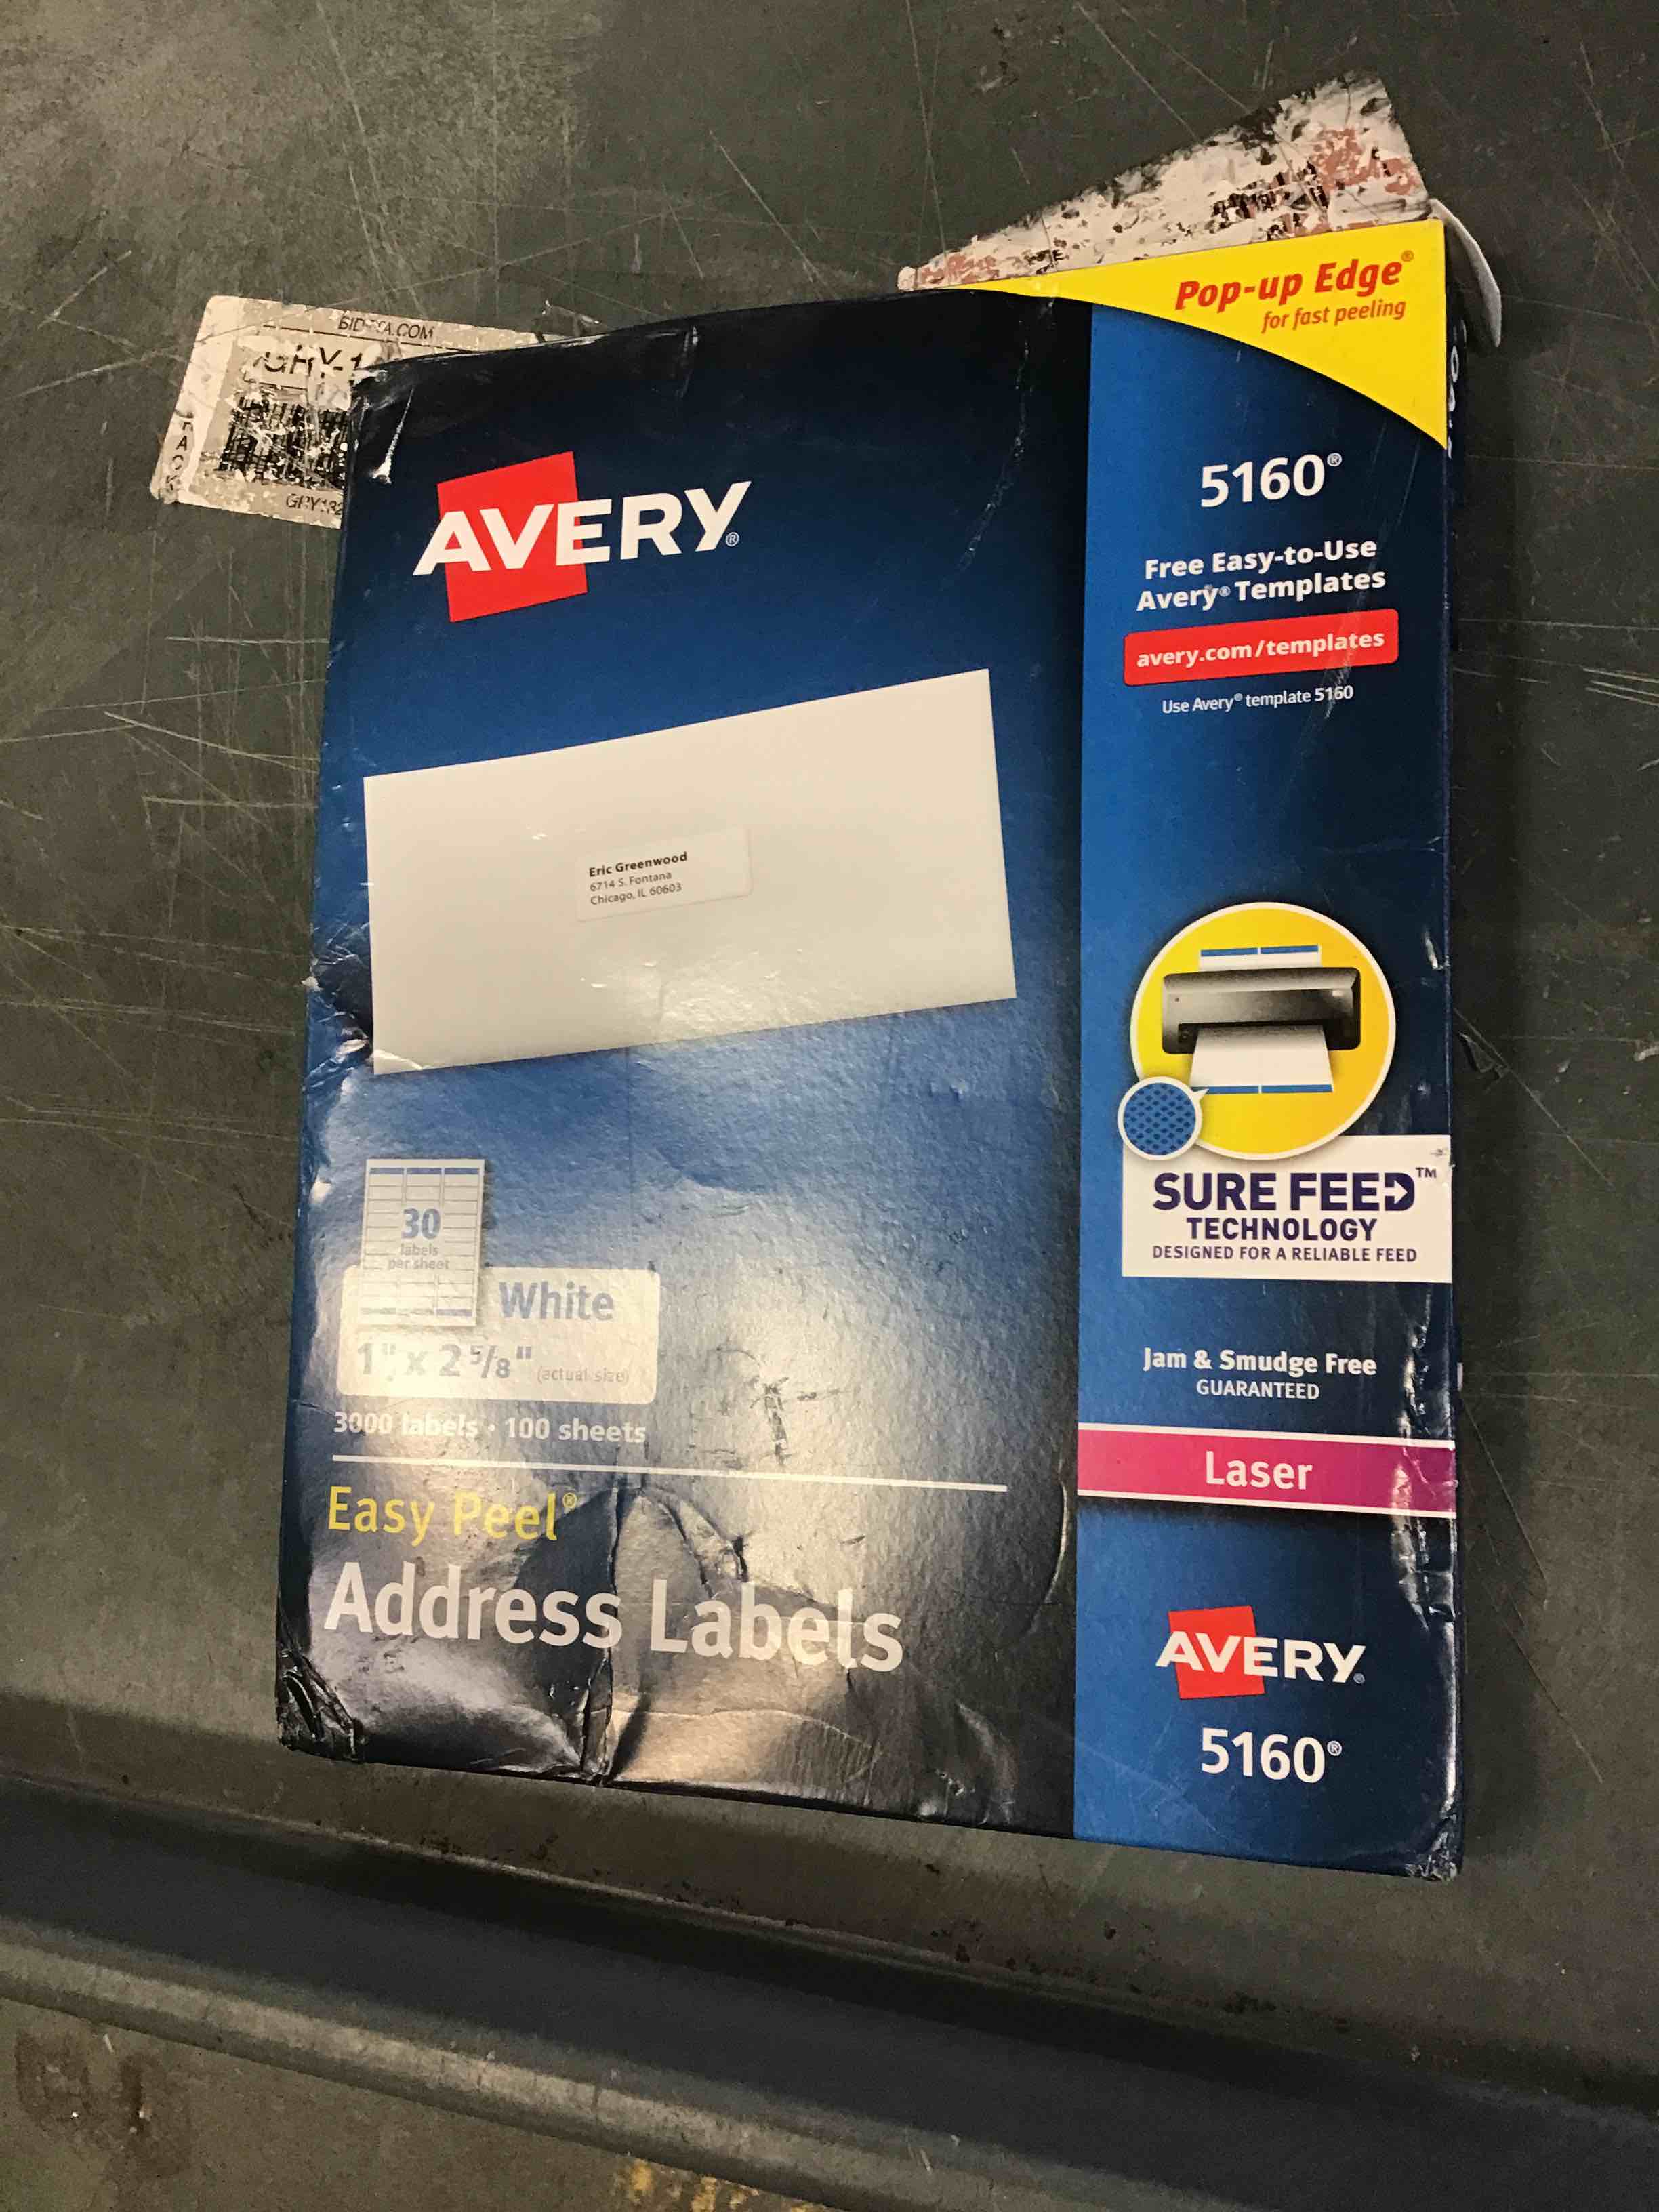 Pop-up Edge®
for fast peeling
AVERY®
5160®
Free Easy-to-Use
Avery® Templates
avery.com/templates
Use Avery® template 5160
Eric Greenwood
6714 S. Fontana
Chicago, IL 60603
30
labels
per sheet
White
1" x 2 5/8" (actual size)
3000 labels • 100 sheets
Easy Peel®
Address Labels
SURE FEED™
TECHNOLOGY
DESIGNED FOR A RELIABLE FEED
Jam & Smudge Free
GUARANTEED
Laser
AVERY®
5160®